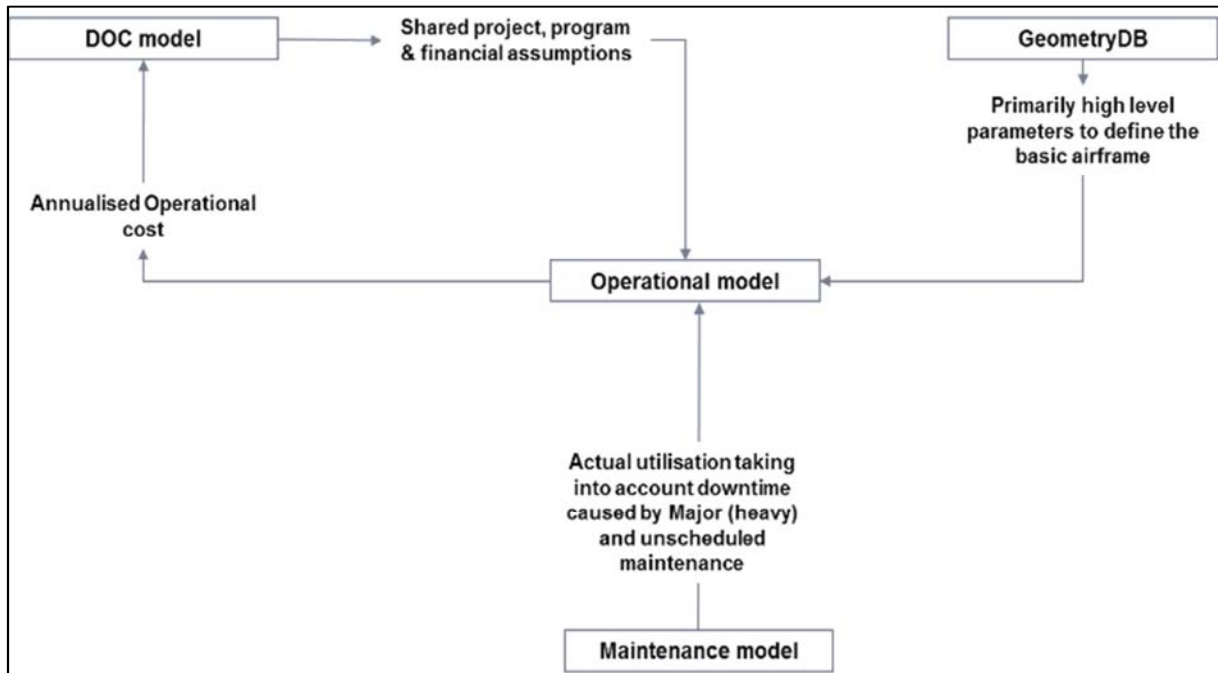 DOC model
Shared project, program
& financial assumptions
GeometryDB
Primarily high level
parameters to define the
basic airframe
Annualised Operational
cost
Operational model
Actual utilisation taking
into account downtime
caused by Major (heavy)
and unscheduled
maintenance
Maintenance model